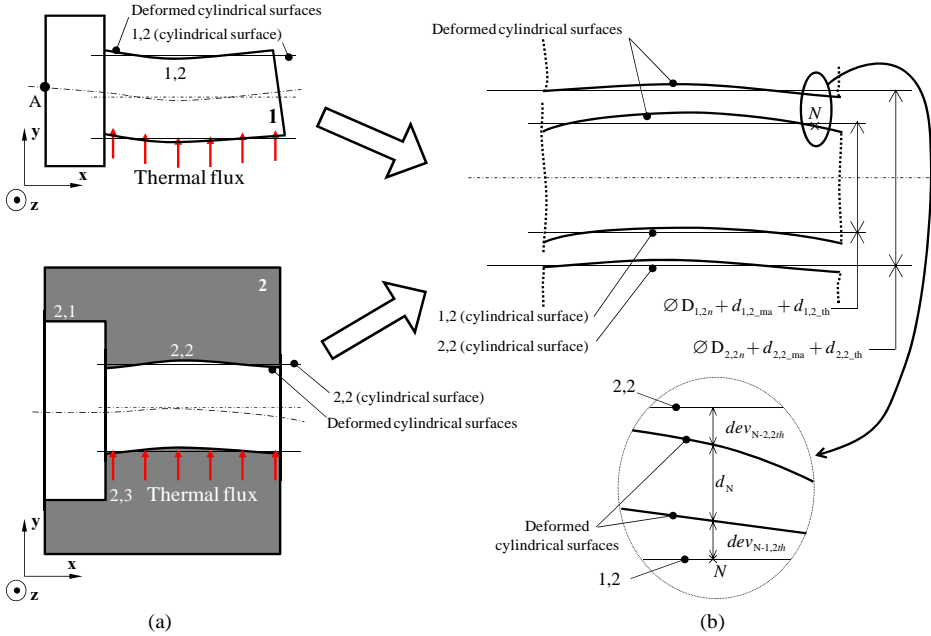 Deformed cylindrical surfaces
1,2 (cylindrical surface)
1,2
A
1
y
Thermal flux
x
z
2
2,1
2,2
2,2 (cylindrical surface)
Deformed cylindrical surfaces
2,3
Thermal flux
y
x
z
(a)
Deformed cylindrical surfaces
N
1,2 (cylindrical surface)
2,2 (cylindrical surface)
∅ D1,2n + d1,2_ma + d1,2_th
∅ D2,2n + d2,2_ma + d2,2_th
2,2
devN-2,2th
dN
Deformed
cylindrical surfaces
devN-1,2th
1,2
N
(b)